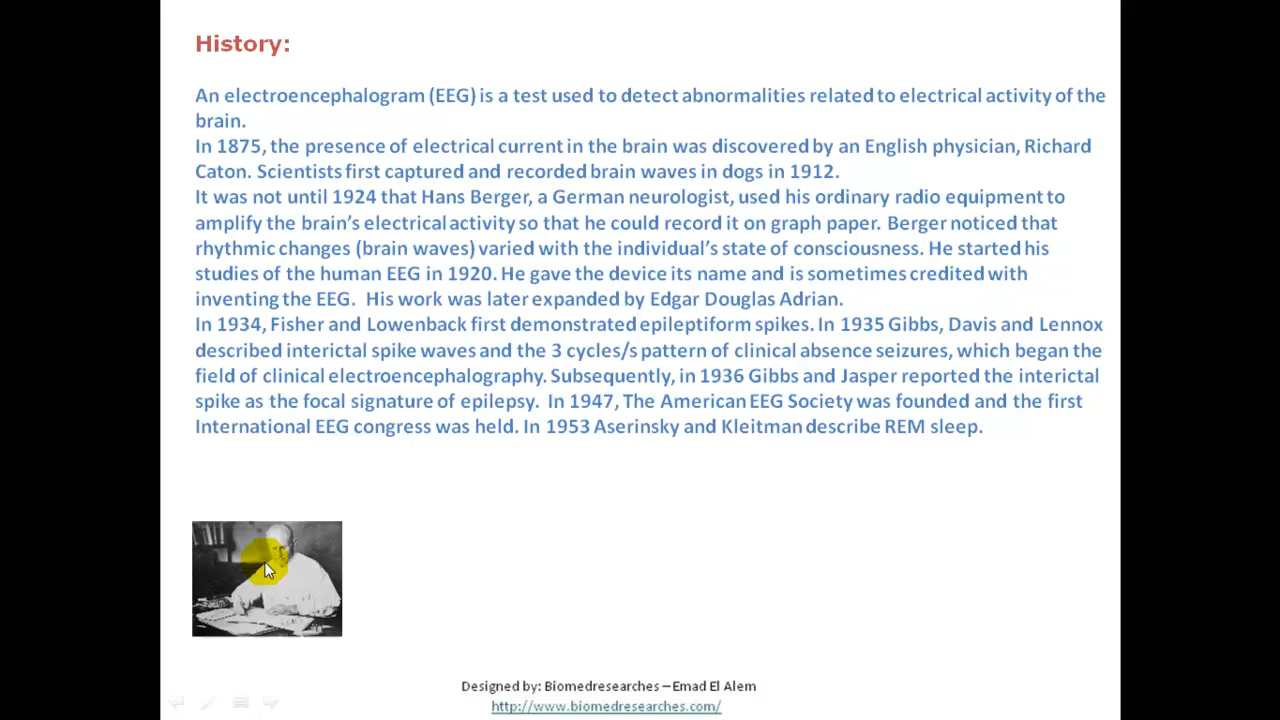 History:
An electroencephalogram (EEG) is a test used to detect abnormalities related to electrical activity of the
brain.
In 1875, the presence of electrical current in the brain was discovered by an English physician, Richard
Caton. Scientists first captured and recorded brain waves in dogs in 1912.
It was not until 1924 that Hans Berger, a German neurologist, used his ordinary radio equipment to
amplify the brain’s electrical activity so that he could record it on graph paper. Berger noticed that
rhythmic changes (brain waves) varied with the individual’s state of consciousness. He started his
studies of the human EEG in 1920. He gave the device its name and is sometimes credited with
inventing the EEG. His work was later expanded by Edgar Douglas Adrian.
In 1934, Fisher and Lowenback first demonstrated epileptiform spikes. In 1935 Gibbs, Davis and Lennox
described interictal spike waves and the 3 cycles/s pattern of clinical absence seizures, which began the
field of clinical electroencephalography. Subsequently, in 1936 Gibbs and Jasper reported the interictal
spike as the focal signature of epilepsy. In 1947, The American EEG Society was founded and the first
International EEG congress was held. In 1953 Aserinsky and Kleitman describe REM sleep.
Designed by: Biomedresearches – Emad El Alem
http://www.biomedresearches.com/